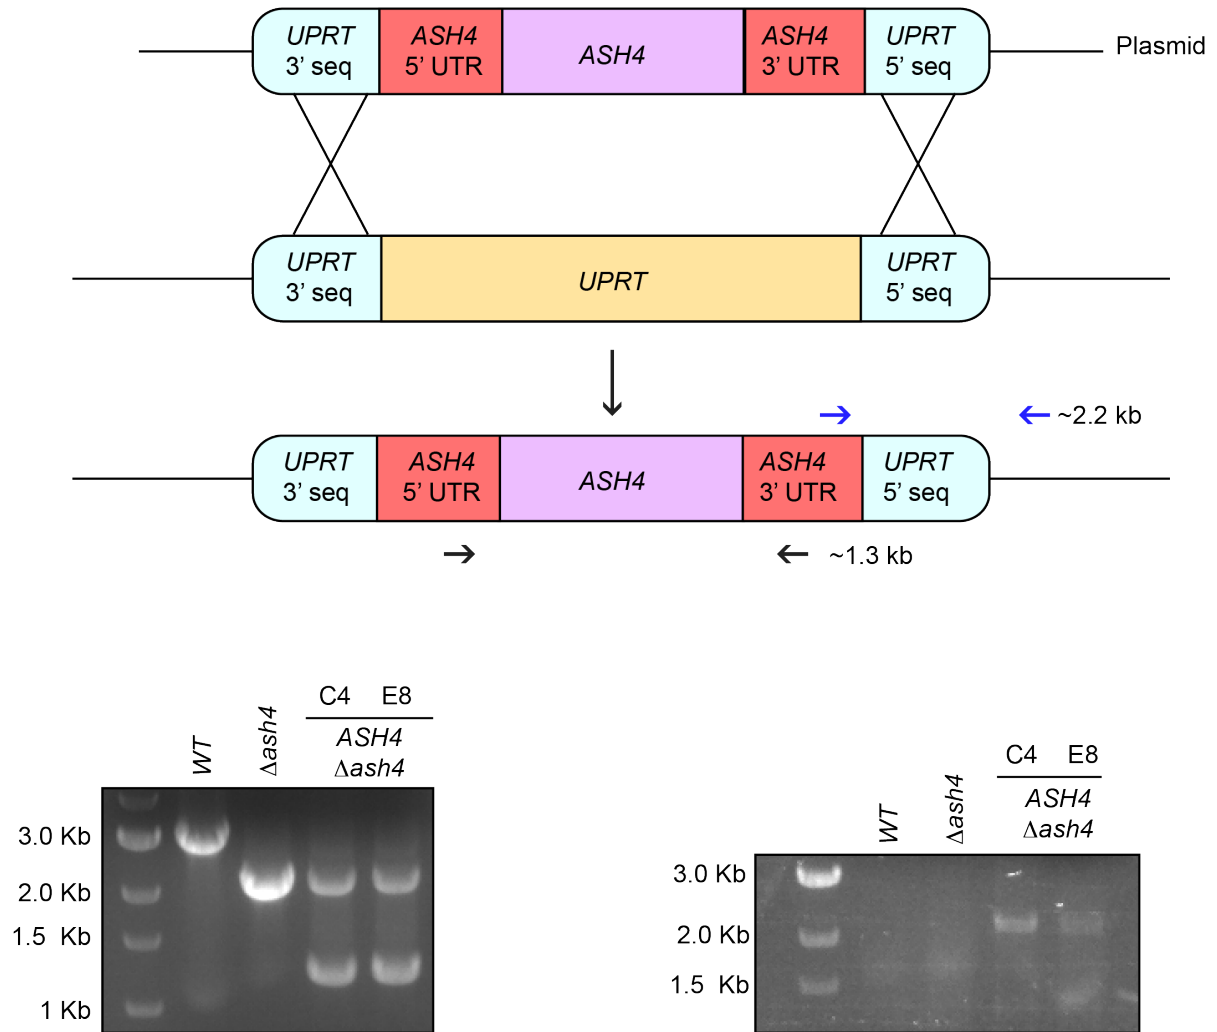 UPRT
3’ seq
ASH4
5’ UTR
ASH4
ASH4
3’ UTR
UPRT
5’ seq
Plasmid
UPRT
3’ seq
UPRT
UPRT
5’ seq
~2.2 kb
UPRT
3’ seq
ASH4
5’ UTR
ASH4
ASH4
3’ UTR
UPRT
5’ seq
~1.3 kb
WT
Δash4
C4 E8
ASH4
Δash4
3.0 Kb
2.0 Kb
1.5 Kb
1 Kb
WT
Δash4
C4 E8
ASH4
Δash4
3.0 Kb
2.0 Kb
1.5 Kb